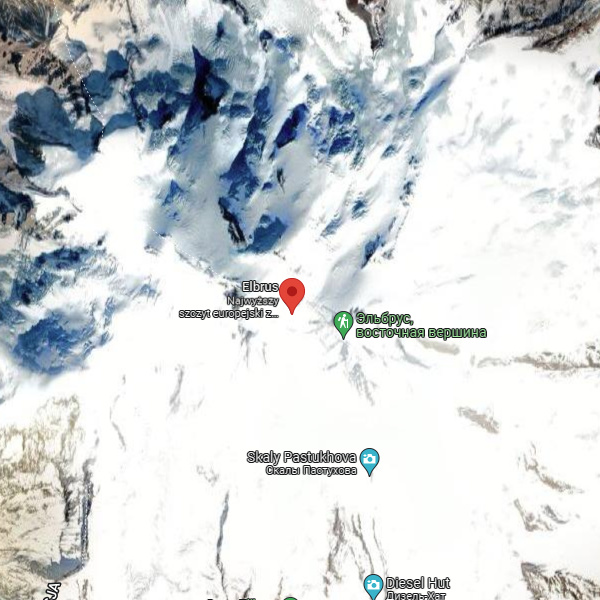 Elbrus
Najwyższy
szczyt europejski z...
Эльбрус,
восточная вершина
Skaly Pastukhova
Скалы Пастухова
Diesel Hut
Дизель-Хат